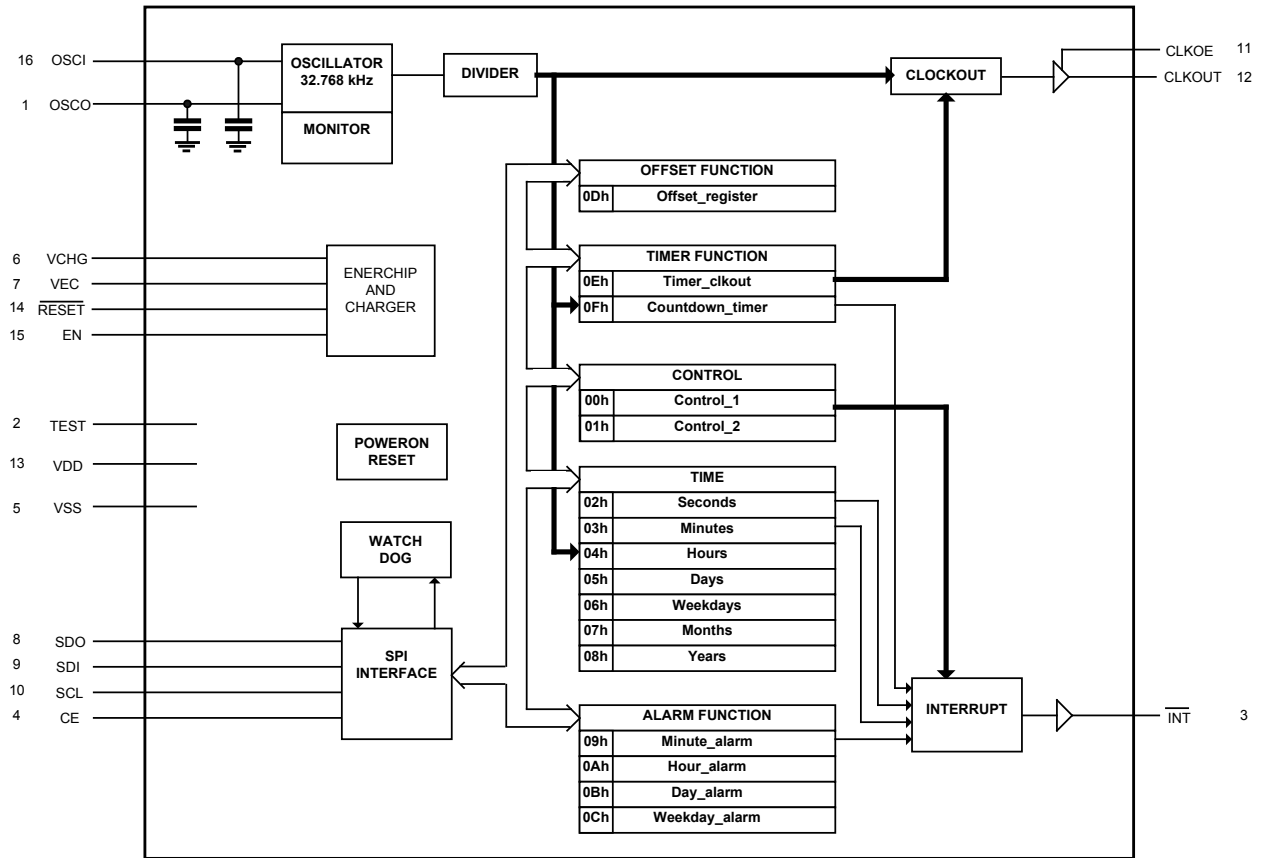 16 OSCI
1 OSCO
OSCILLATOR
32.768 kHz
MONITOR
DIVIDER
CLOCKOUT
CLKOE 11
CLKOUT 12
OFFSET FUNCTION
0Dh Offset_register
6 VCHG
7 VEC
14 RESET
15 EN
ENERCHIP
AND
CHARGER
TIMER FUNCTION
0Eh Timer_clkout
0Fh Countdown_timer
CONTROL
00h Control_1
01h Control_2
2 TEST
13 VDD
5 VSS
POWERON
RESET
TIME
02h Seconds
03h Minutes
04h Hours
05h Days
06h Weekdays
07h Months
08h Years
WATCH
DOG
8 SDO
9 SDI
10 SCL
4 CE
SPI
INTERFACE
ALARM FUNCTION
09h Minute_alarm
0Ah Hour_alarm
0Bh Day_alarm
0Ch Weekday_alarm
INTERRUPT
INT 3